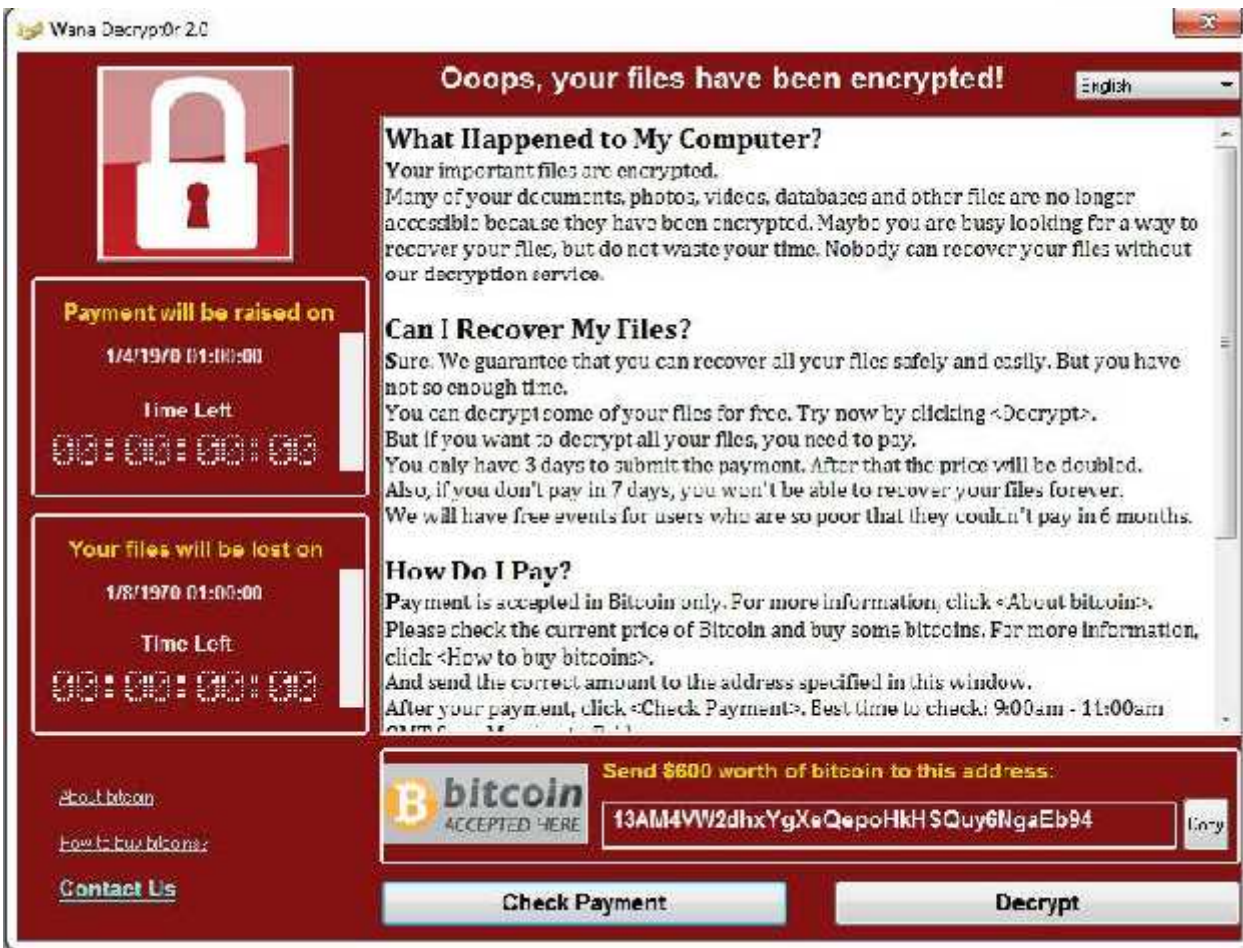 Wana Decrypt0r 2.0
Ooops, your files have been encrypted!
English
What Happened to My Computer?
Your important files are encrypted.
Many of your documents, photos, videos, databases and other files are no longer
accessible because they have been encrypted. Maybe you are busy looking for a way to
recover your files, but do not waste your time. Nobody can recover your files without
our decryption service.
Can I Recover My Files?
Sure. We guarantee that you can recover all your files safely and easily. But you have
not so enough time.
You can decrypt some of your files for free. Try now by clicking <Decrypt>.
But if you want to decrypt all your files, you need to pay.
You only have 3 days to submit the payment. After that the price will be doubled.
Also, if you don't pay in 7 days, you won't be able to recover your files forever.
We will have free events for users who are so poor that they couldn't pay in 6 months.
How Do I Pay?
Payment is accepted in Bitcoin only. For more information, click <About bitcoin>.
Please check the current price of Bitcoin and buy some bitcoins. For more information,
click <How to buy bitcoins>.
And send the correct amount to the address specified in this window.
After your payment, click <Check Payment>. Best time to check: 9:00am - 11:00am
Payment will be raised on
1/4/1970 01:00:00
Time Left
00:00:00:00
Your files will be lost on
1/8/1970 01:00:00
Time Left
00:00:00:00
About bitcoin
How to buy bitcoins?
Contact Us
bitcoin
ACCEPTED HERE
Send $600 worth of bitcoin to this address:
13AM4VW2dhxYgXeQepoHkHSQuy6NgaEb94
Copy
Check Payment
Decrypt